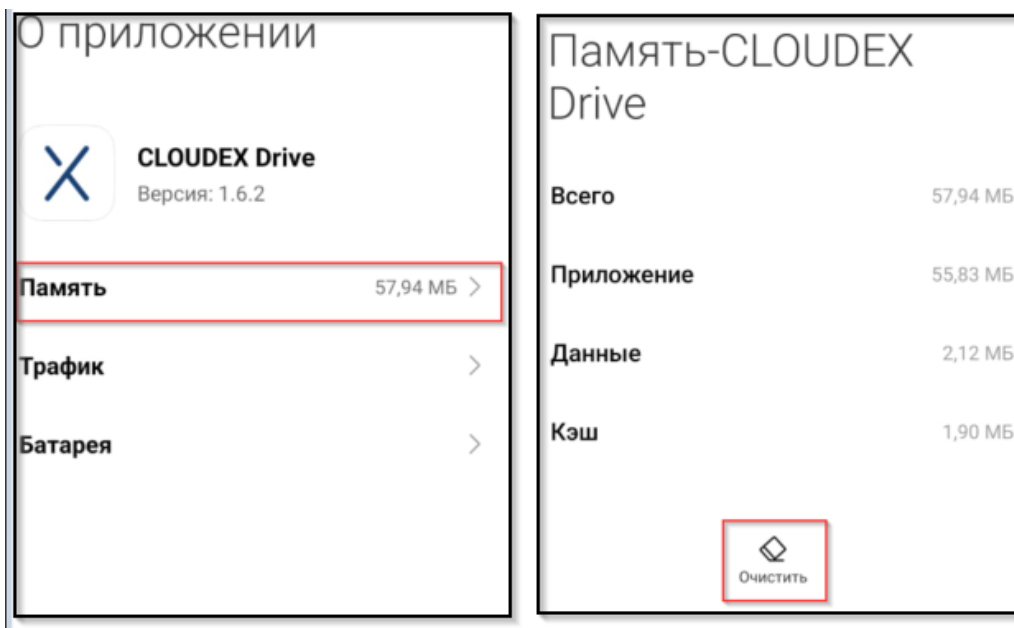 О приложении
CLOUDEX Drive
Версия: 1.6.2
Память 57,94 МБ
Трафик
Батарея
Память-CLOUDEX
Drive
Всего 57,94 МБ
Приложение 55,83 МБ
Данные 2,12 МБ
Кэш 1,90 МБ
Очистить